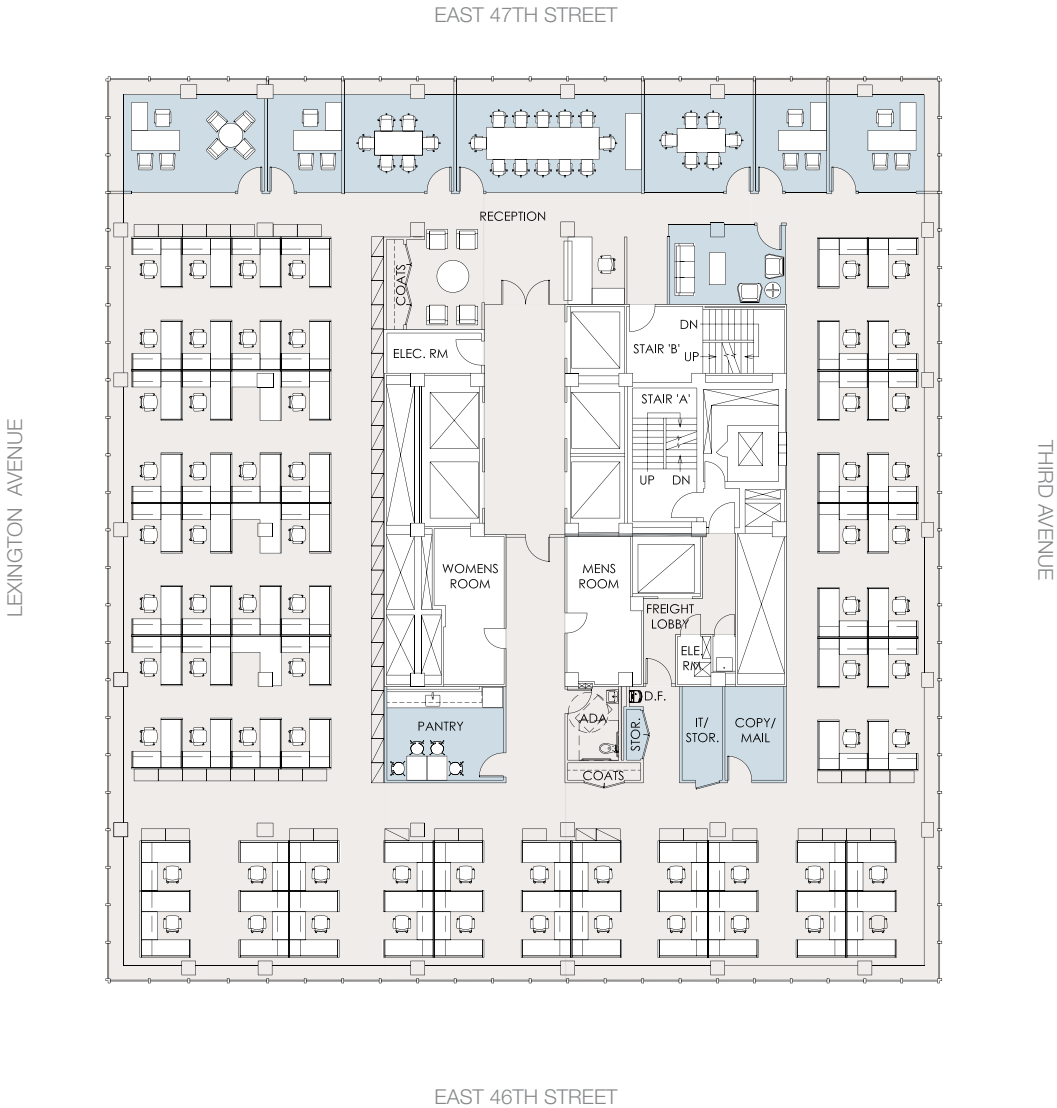 EAST 47TH STREET
RECEPTION
COATS
DN
STAIR 'B'
UP
ELEC. RM
STAIR 'A'
UP DN
LEXINGTON AVENUE
THIRD AVENUE
WOMENS
ROOM
MENS
ROOM
FREIGHT
LOBBY
ELE.
RM
D.F.
ADA
STOR.
IT/
STOR.
COPY/
MAIL
PANTRY
COATS
EAST 46TH STREET